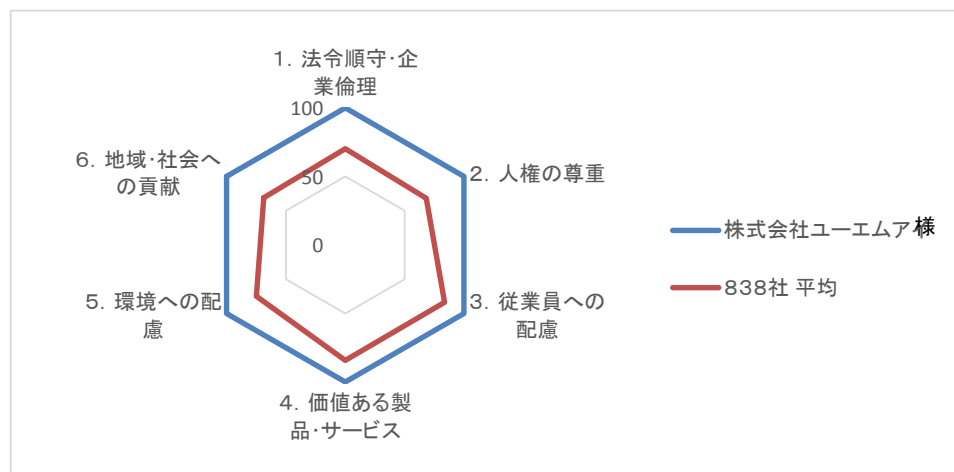 1. 法令順守・企
業倫理
100
6. 地域・社会へ
の貢献
50
2. 人権の尊重
0
株式会社ユーエムアイ様
838社 平均
5. 環境への配
慮
3. 従業員への
配慮
4. 価値ある製
品・サービス